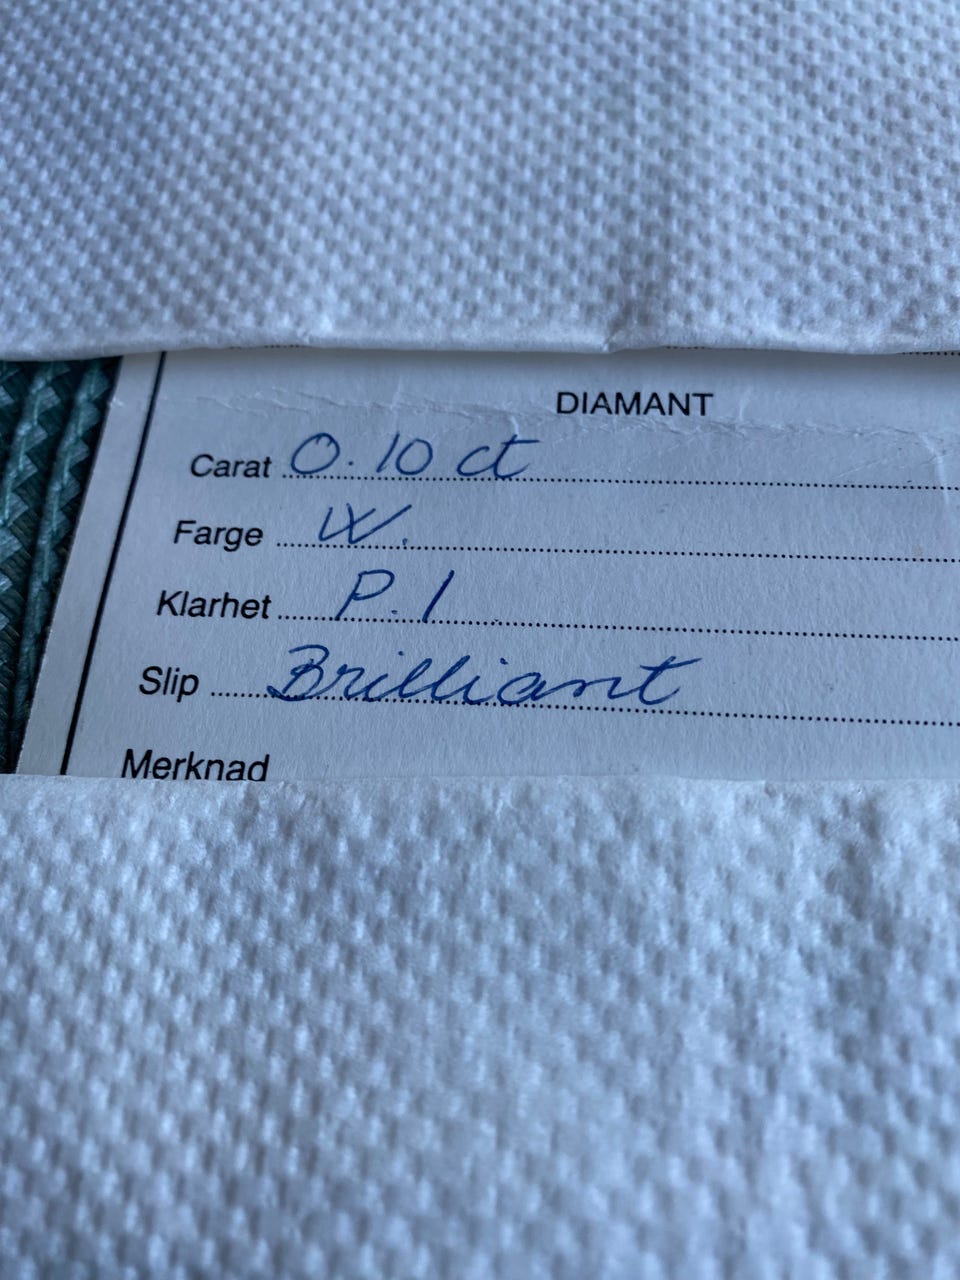 DIAMANT
Carat 0.10 ct
Farge W.
Klarhet P.1
Slip Brilliant
Merknad